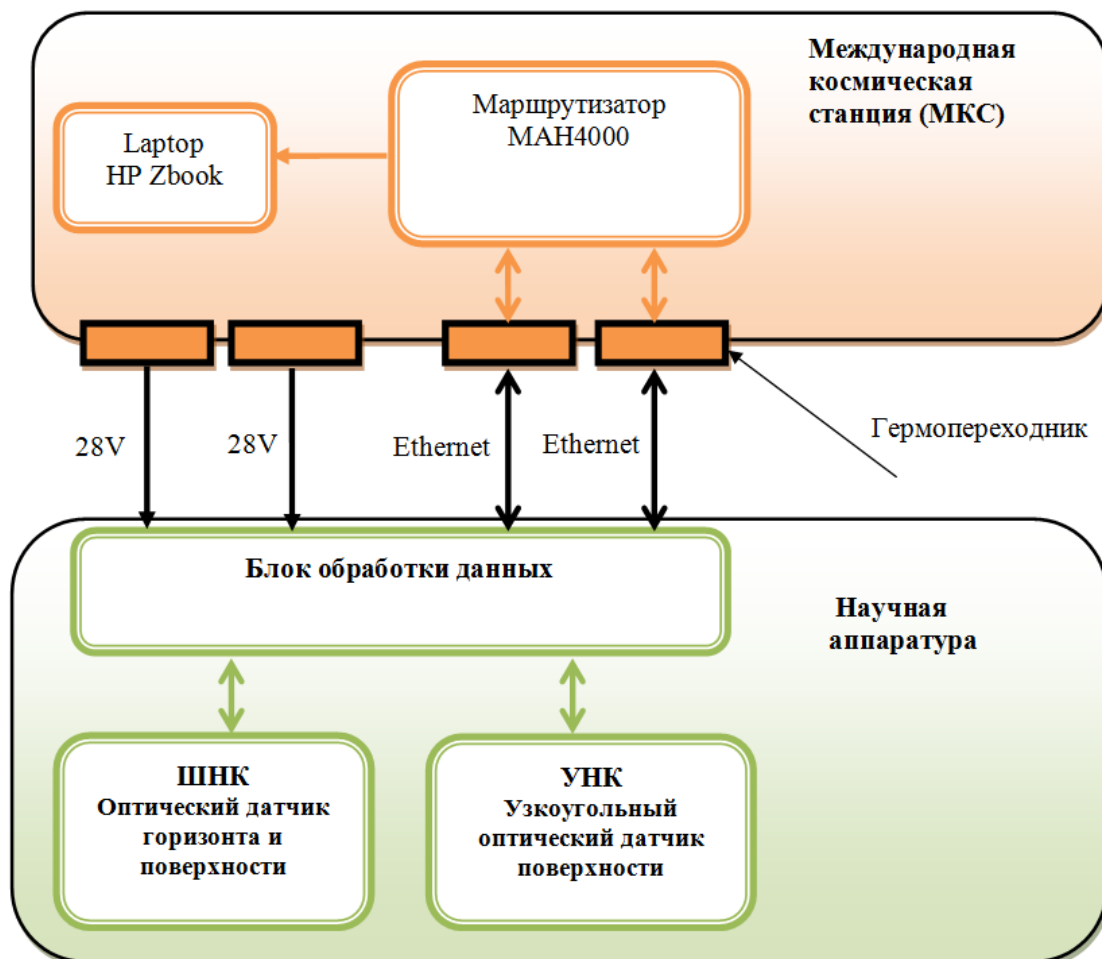 Международная
космическая
станция (МКС)
Маршрутизатор
МАН4000
Laptop
HP Zbook
28V
28V
Ethernet
Ethernet
Гермопереходник
Блок обработки данных
Научная
аппаратура
ШНК
Оптический датчик
горизонта и
поверхности
УНК
Узкоугольный
оптический датчик
поверхности